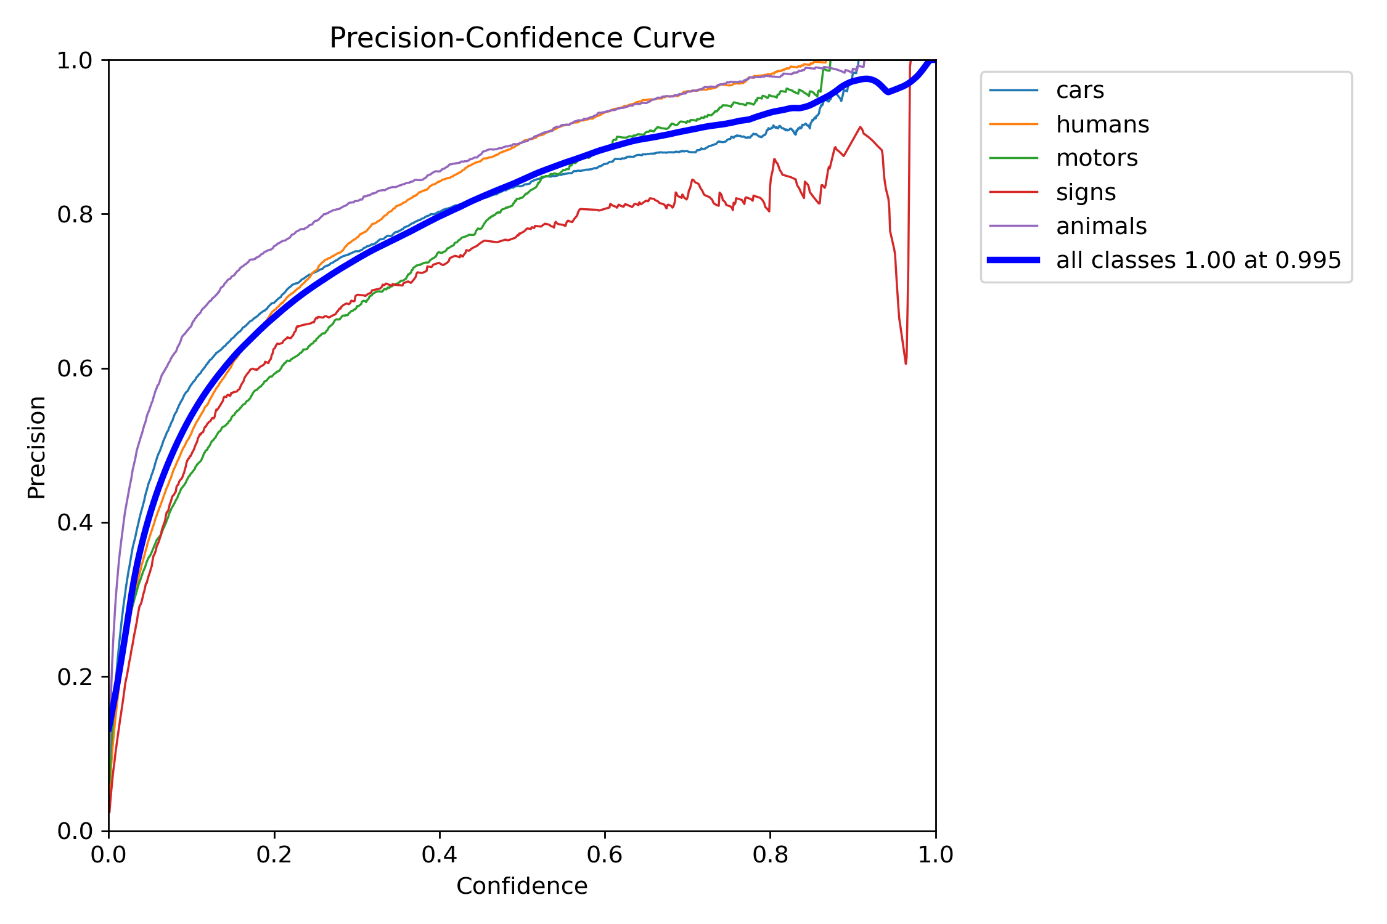 Precision-Confidence Curve
1.0
0.8
0.6
0.4
0.2
0.0
Precision
0.0 0.2 0.4 0.6 0.8 1.0
Confidence
cars
humans
motors
signs
animals
all classes 1.00 at 0.995